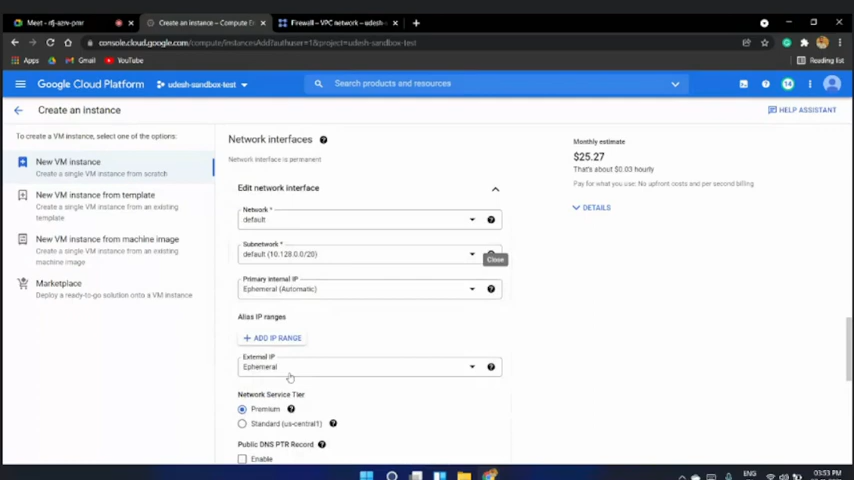 Meet - rfj-azrv-pmr
Create an instance – Compute En
Firewall – VPC network – udesh-
console.cloud.google.com/compute/instancesAdd?authuser=1&project=udesh-sandbox-test
Apps
Gmail
YouTube
Reading list
Google Cloud Platform
udesh-sandbox-test
Search products and resources
14
Create an instance
HELP ASSISTANT
To create a VM instance, select one of the options:
New VM instance
Create a single VM instance from scratch
New VM instance from template
Create a single VM instance from an existing
template
New VM instance from machine image
Create a single VM instance from an existing
machine image
Marketplace
Deploy a ready-to-go solution onto a VM instance
Network interfaces
Network interface is permanent
Edit network interface
Network *
default
Subnetwork *
default (10.128.0.0/20)
Close
Primary internal IP
Ephemeral (Automatic)
Alias IP ranges
+ ADD IP RANGE
External IP
Ephemeral
Network Service Tier
Premium
Standard (us-central1)
Public DNS PTR Record
Enable
Monthly estimate
$25.27
That's about $0.03 hourly
Pay for what you use: No upfront costs and per second billing
DETAILS
ENG
03:53 PM